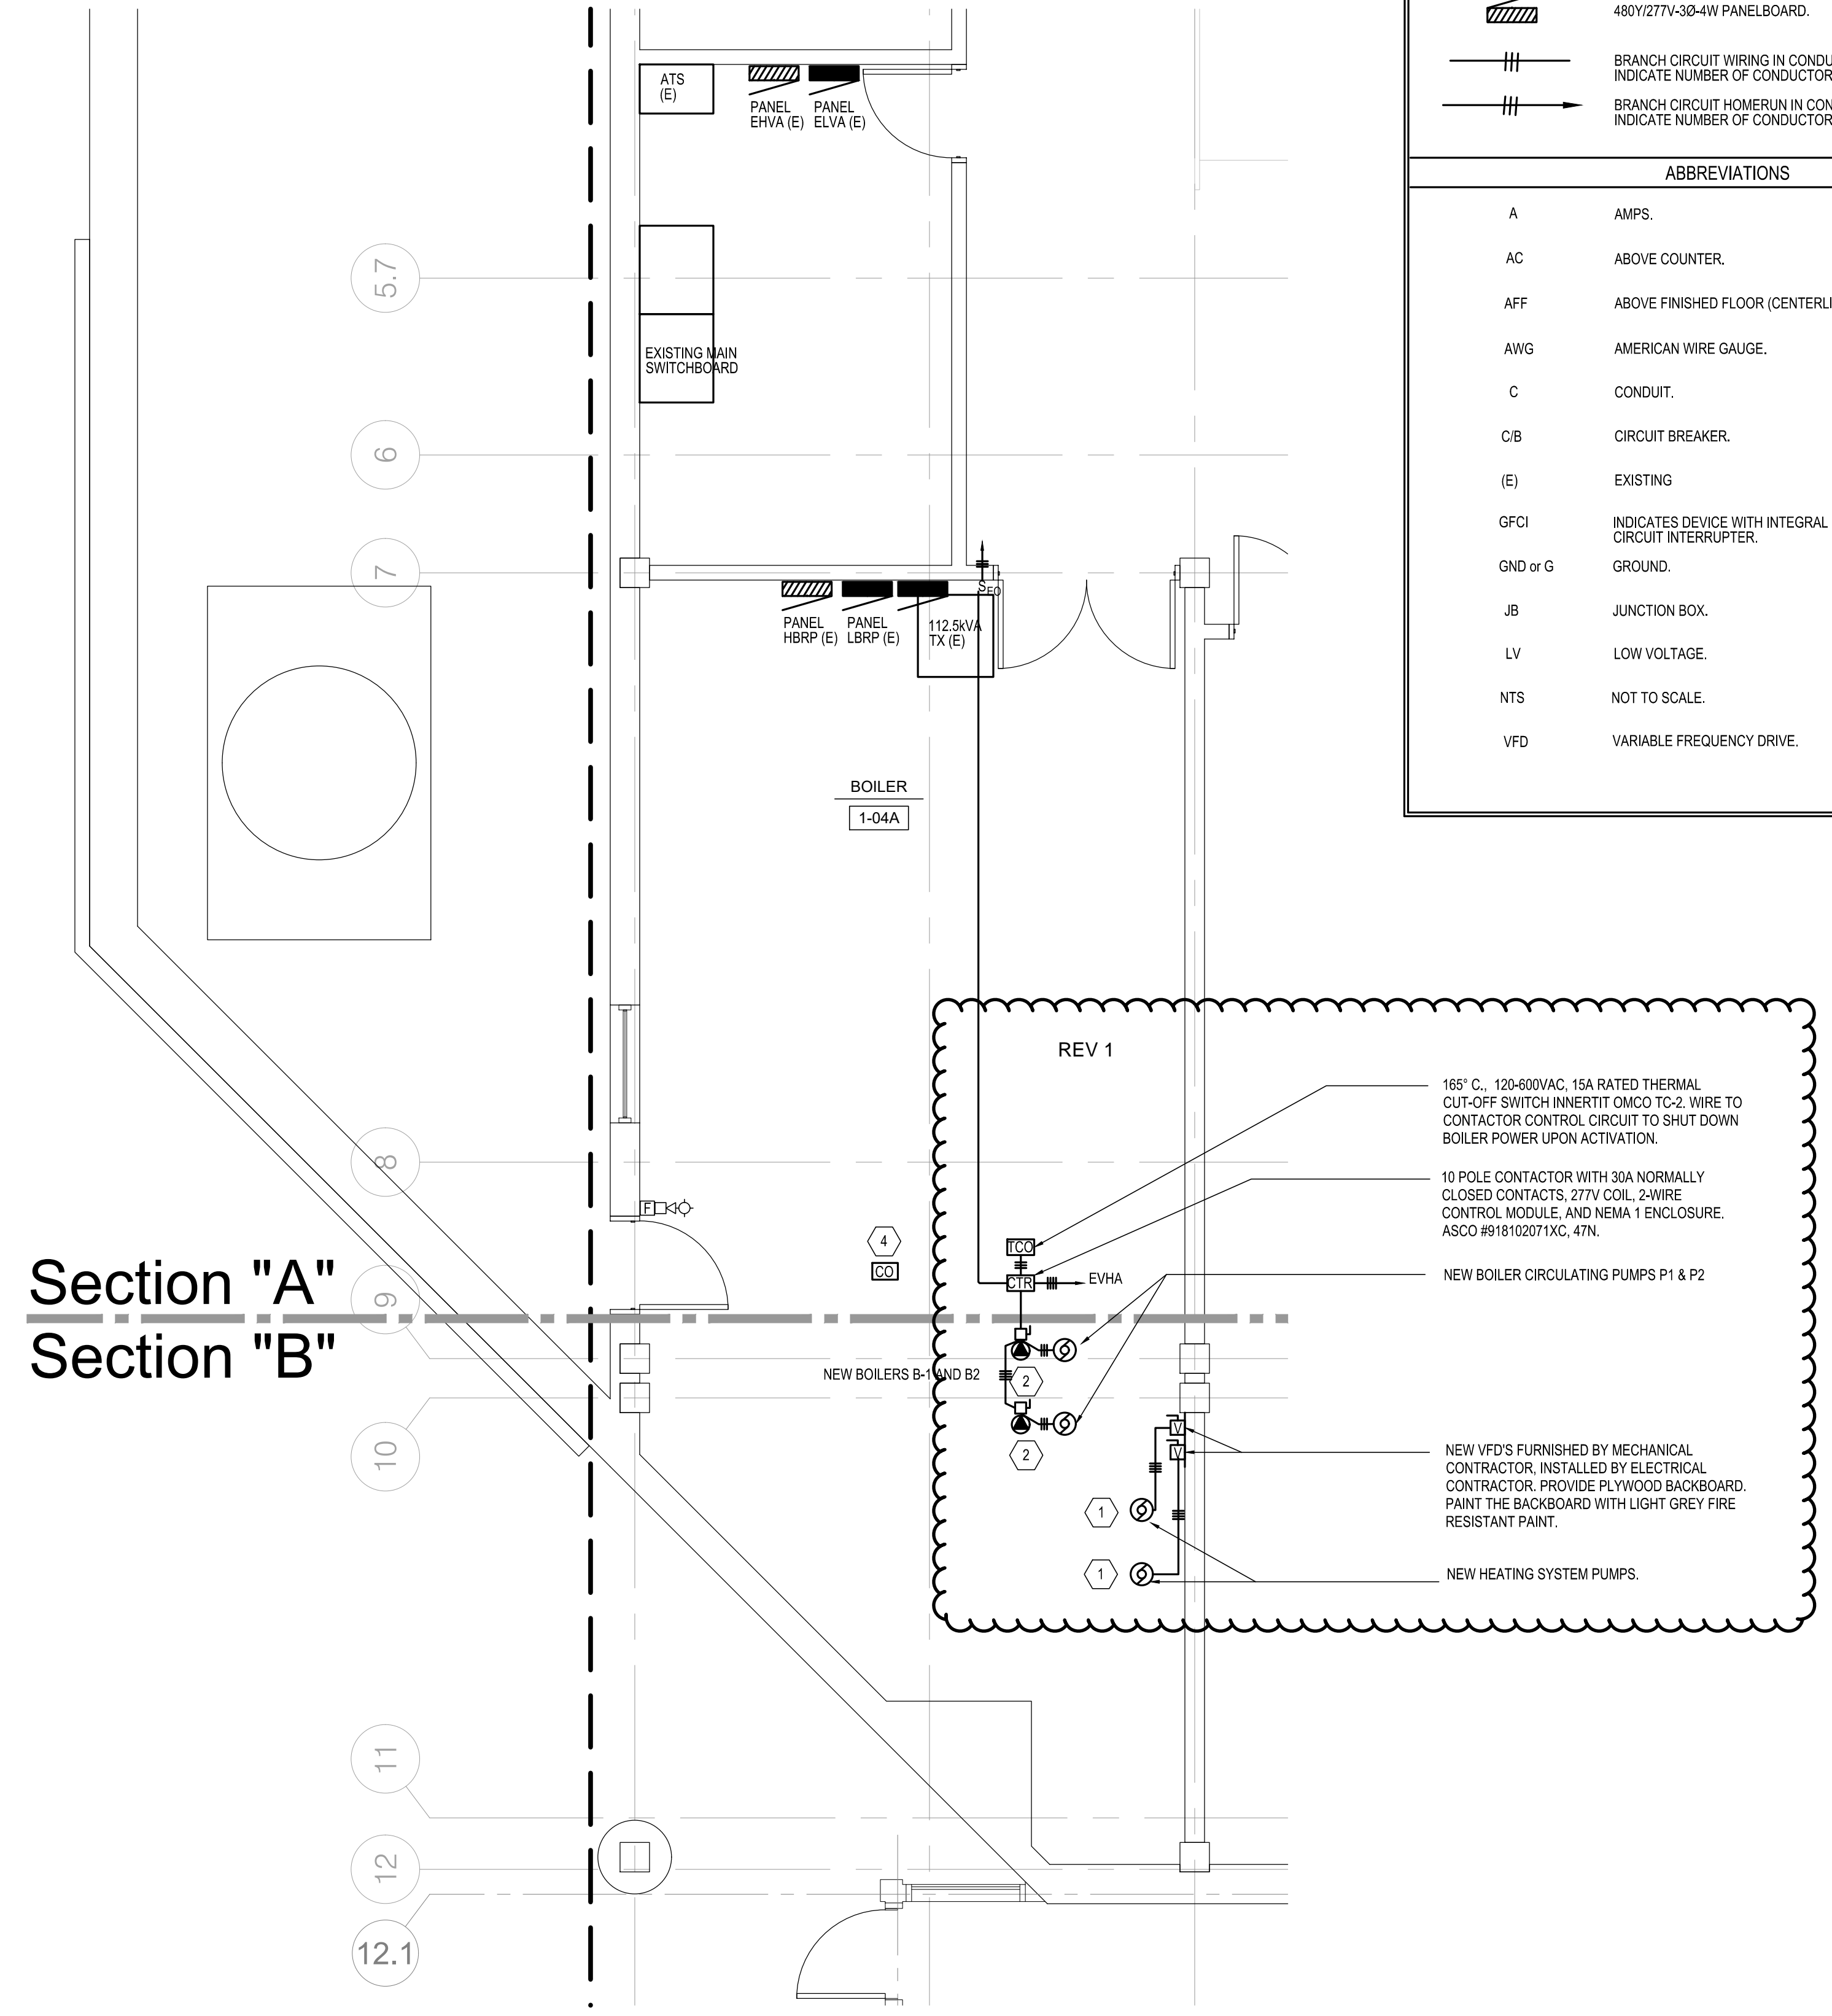 480Y/277V-3Ø-4W PANELBOARD.
BRANCH CIRCUIT WIRING IN CONDU
INDICATE NUMBER OF CONDUCTOR
BRANCH CIRCUIT HOMERUN IN CON
INDICATE NUMBER OF CONDUCTOR
ABBREVIATIONS
A AMPS.
AC ABOVE COUNTER.
AFF ABOVE FINISHED FLOOR (CENTERLI
AWG AMERICAN WIRE GAUGE.
C CONDUIT.
C/B CIRCUIT BREAKER.
(E) EXISTING
GFCI INDICATES DEVICE WITH INTEGRAL
CIRCUIT INTERRUPTER.
GND or G GROUND.
JB JUNCTION BOX.
LV LOW VOLTAGE.
NTS NOT TO SCALE.
VFD VARIABLE FREQUENCY DRIVE.
ATS
(E)
PANEL
EHVA (E)
PANEL
ELVA (E)
5.7
EXISTING MAIN
SWITCHBOARD
6
7
S EO
PANEL
HBRP (E)
PANEL
LBRP (E)
112.5kVA
TX (E)
BOILER
1-04A
REV 1
165° C., 120-600VAC, 15A RATED THERMAL
CUT-OFF SWITCH INNERTIT OMCO TC-2. WIRE TO
CONTACTOR CONTROL CIRCUIT TO SHUT DOWN
BOILER POWER UPON ACTIVATION.
8
10 POLE CONTACTOR WITH 30A NORMALLY
CLOSED CONTACTS, 277V COIL, 2-WIRE
CONTROL MODULE, AND NEMA 1 ENCLOSURE.
ASCO #918102071XC, 47N.
F
4
CO
TCO
CTR
EVHA
NEW BOILER CIRCULATING PUMPS P1 & P2
Section "A"
9
Section "B"
NEW BOILERS B-1 AND B2
2
2
10
V
V
NEW VFD'S FURNISHED BY MECHANICAL
CONTRACTOR, INSTALLED BY ELECTRICAL
CONTRACTOR. PROVIDE PLYWOOD BACKBOARD.
PAINT THE BACKBOARD WITH LIGHT GREY FIRE
RESISTANT PAINT.
1
1
NEW HEATING SYSTEM PUMPS.
11
12
12.1